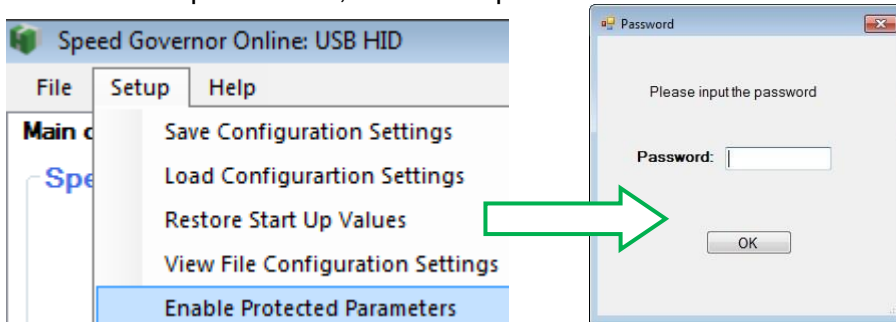 Speed Governor Online: USB HID
File Setup Help
Main
Spe
Save Configuration Settings
Load Configurartion Settings
Restore Start Up Values
View File Configuration Settings
Enable Protected Parameters
Password
Please input the password
Password:
OK